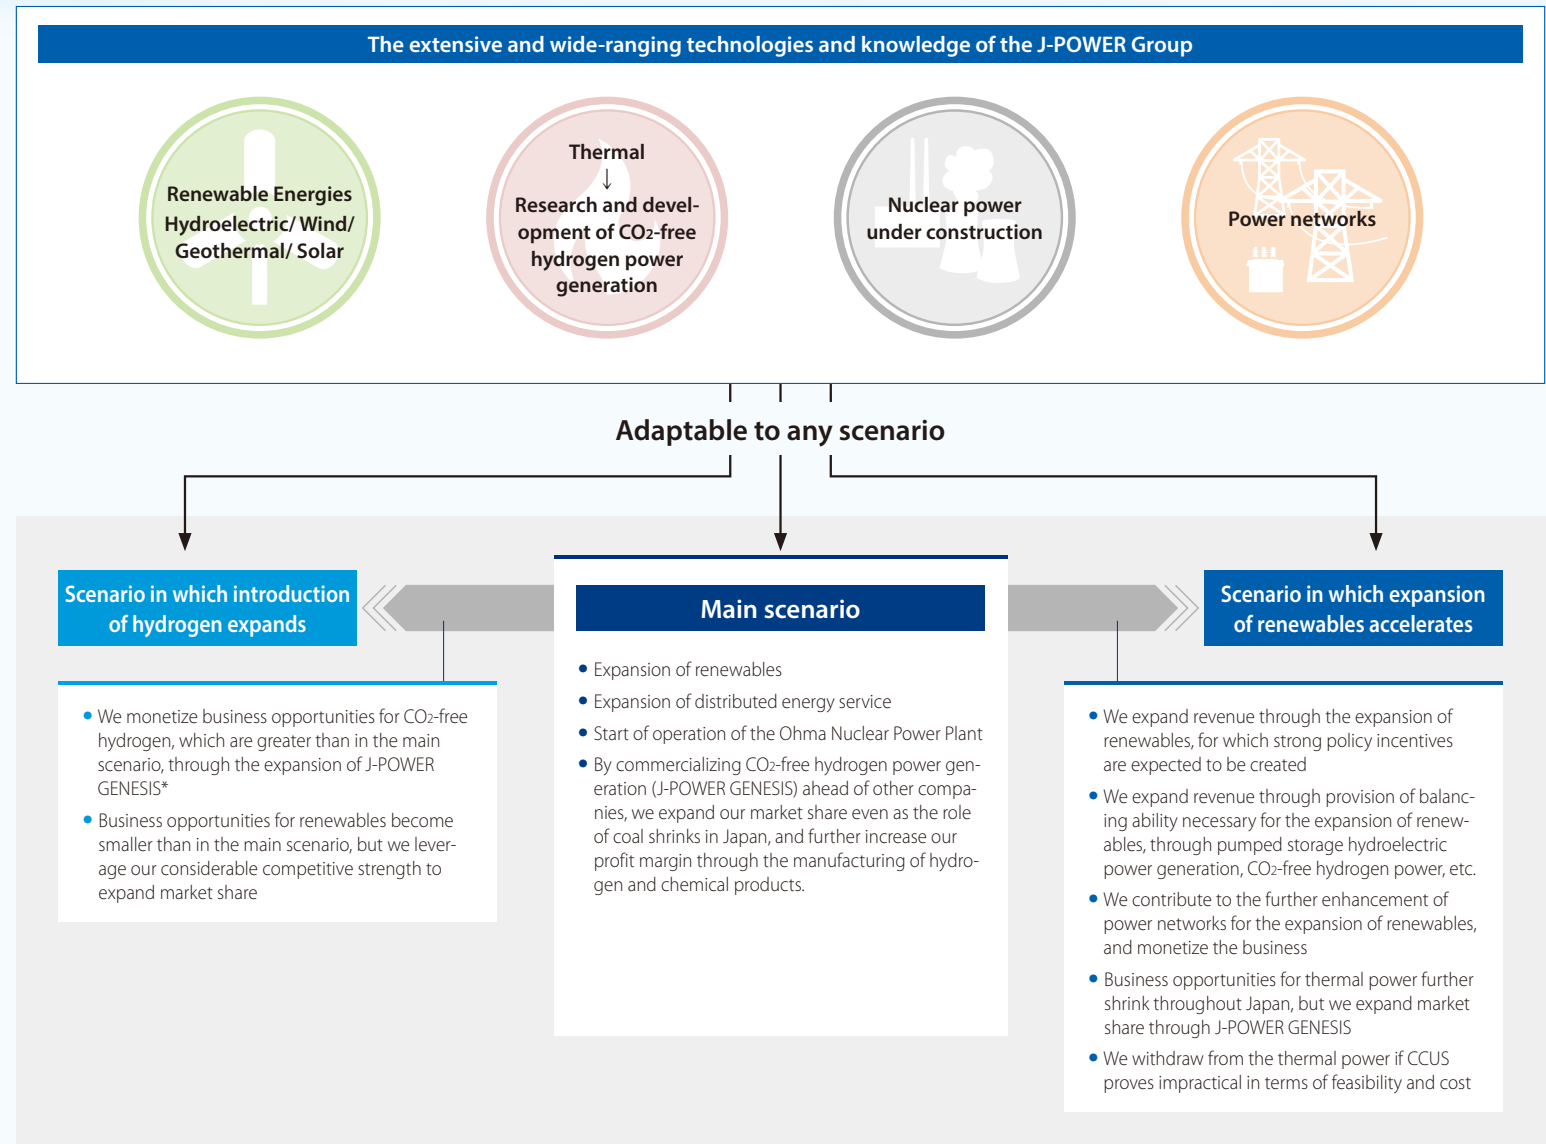 The extensive and wide-ranging technologies and knowledge of the J-POWER Group
Renewable Energies
Hydroelectric/ Wind/
Geothermal/ Solar
Thermal
↓
Research and devel-
opment of CO2-free
hydrogen power
generation
Nuclear power
under construction
Power networks
Adaptable to any scenario
Scenario in which introduction
of hydrogen expands
• We monetize business opportunities for CO2-free
hydrogen, which are greater than in the main
scenario, through the expansion of J-POWER
GENESIS*
• Business opportunities for renewables become
smaller than in the main scenario, but we lever-
age our considerable competitive strength to
expand market share
Main scenario
• Expansion of renewables
• Expansion of distributed energy service
• Start of operation of the Ohma Nuclear Power Plant
• By commercializing CO2-free hydrogen power gen-
eration (J-POWER GENESIS) ahead of other compa-
nies, we expand our market share even as the role
of coal shrinks in Japan, and further increase our
profit margin through the manufacturing of hydro-
gen and chemical products.
Scenario in which expansion
of renewables accelerates
• We expand revenue through the expansion of
renewables, for which strong policy incentives
are expected to be created
• We expand revenue through provision of balanc-
ing ability necessary for the expansion of renew-
ables, through pumped storage hydroelectric
power generation, CO2-free hydrogen power, etc.
• We contribute to the further enhancement of
power networks for the expansion of renewables,
and monetize the business
• Business opportunities for thermal power further
shrink throughout Japan, but we expand market
share through J-POWER GENESIS
• We withdraw from the thermal power if CCUS
proves impractical in terms of feasibility and cost